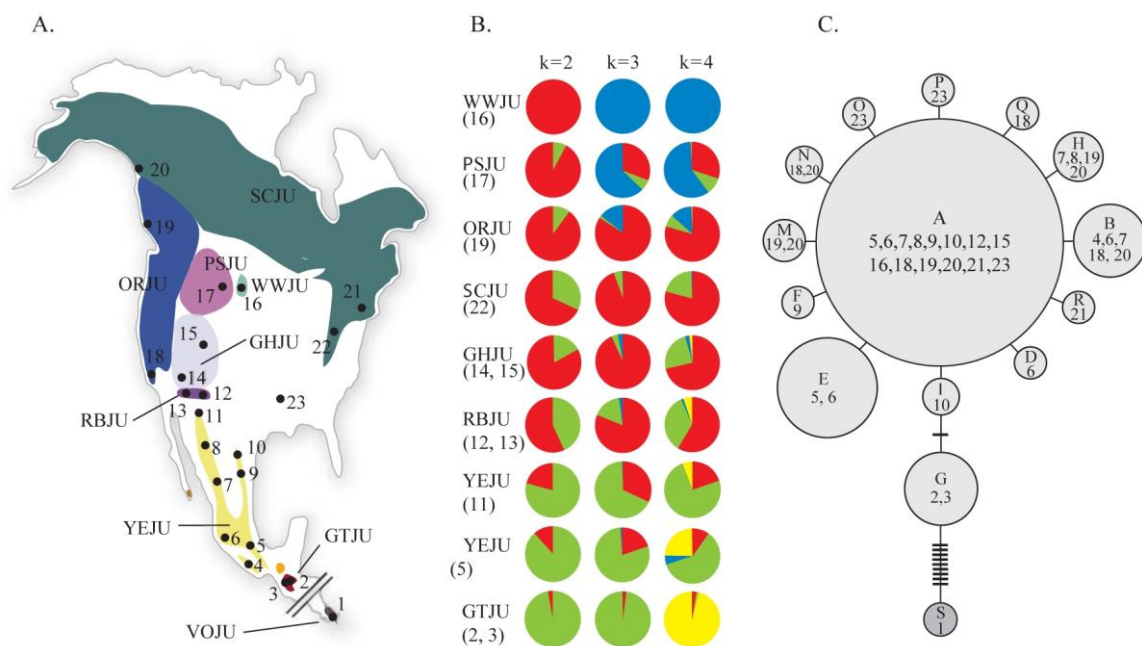 A.
20
SCJU
19
PSJU
ORJU
17
WWJU
16
21
15
22
GHJU
18
14
23
13
12
RBJU
11
10
8
9
7
YEJU
GTJU
6
5
4
2
3
1
VOJU
B.
k=2 k=3 k=4
WWJU
(16)
PSJU
(17)
ORJU
(19)
SCJU
(22)
GHJU
(14, 15)
RBJU
(12, 13)
YEJU
(11)
YEJU
(5)
GTJU
(2, 3)
C.
P
23
O
23
Q
18
N
18,20
H
7,8,19
20
A
5,6,7,8,9,10,12,15
16,18,19,20,21,23
M
19,20
B
4,6,7
18, 20
F
9
R
21
E
5, 6
D
6
I
10
G
2,3
S
1